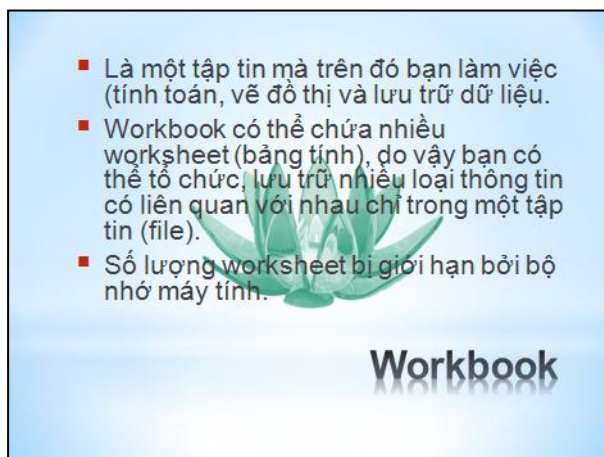 Là một tập tin mà trên đó bạn làm việc
(tính toán, vẽ đồ thị và lưu trữ dữ liệu.
Workbook có thể chứa nhiều
worksheet (bảng tính), do vậy bạn có
thể tổ chức, lưu trữ nhiều loại thông tin
có liên quan với nhau chỉ trong một tập
tin (file).
Số lượng worksheet bị giới hạn bởi bộ
nhớ máy tính.
Workbook